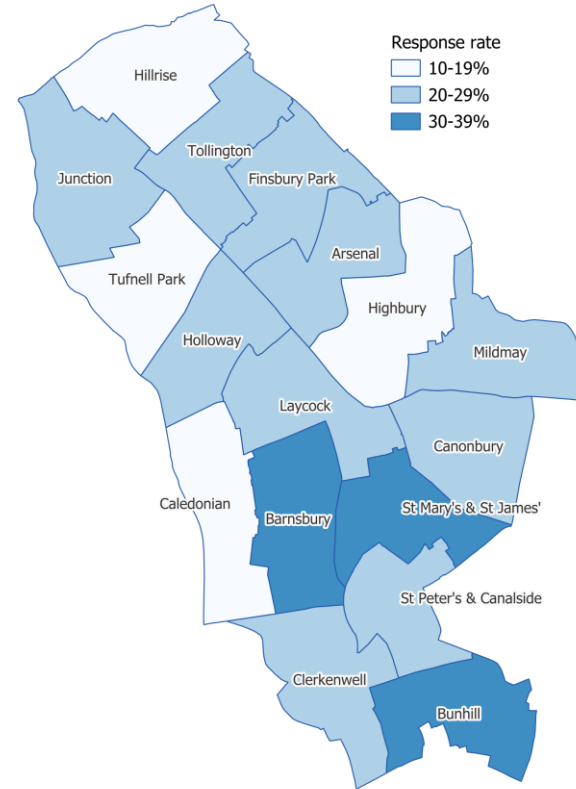 Response rate
10-19%
20-29%
30-39%
Hillrise
Tollington
Junction
Finsbury Park
Arsenal
Tufnell Park
Highbury
Holloway
Mildmay
Laycock
Canonbury
Caledonian
Barnsbury
St Mary's & St James'
St Peter's & Canalside
Clerkenwell
Bunhill